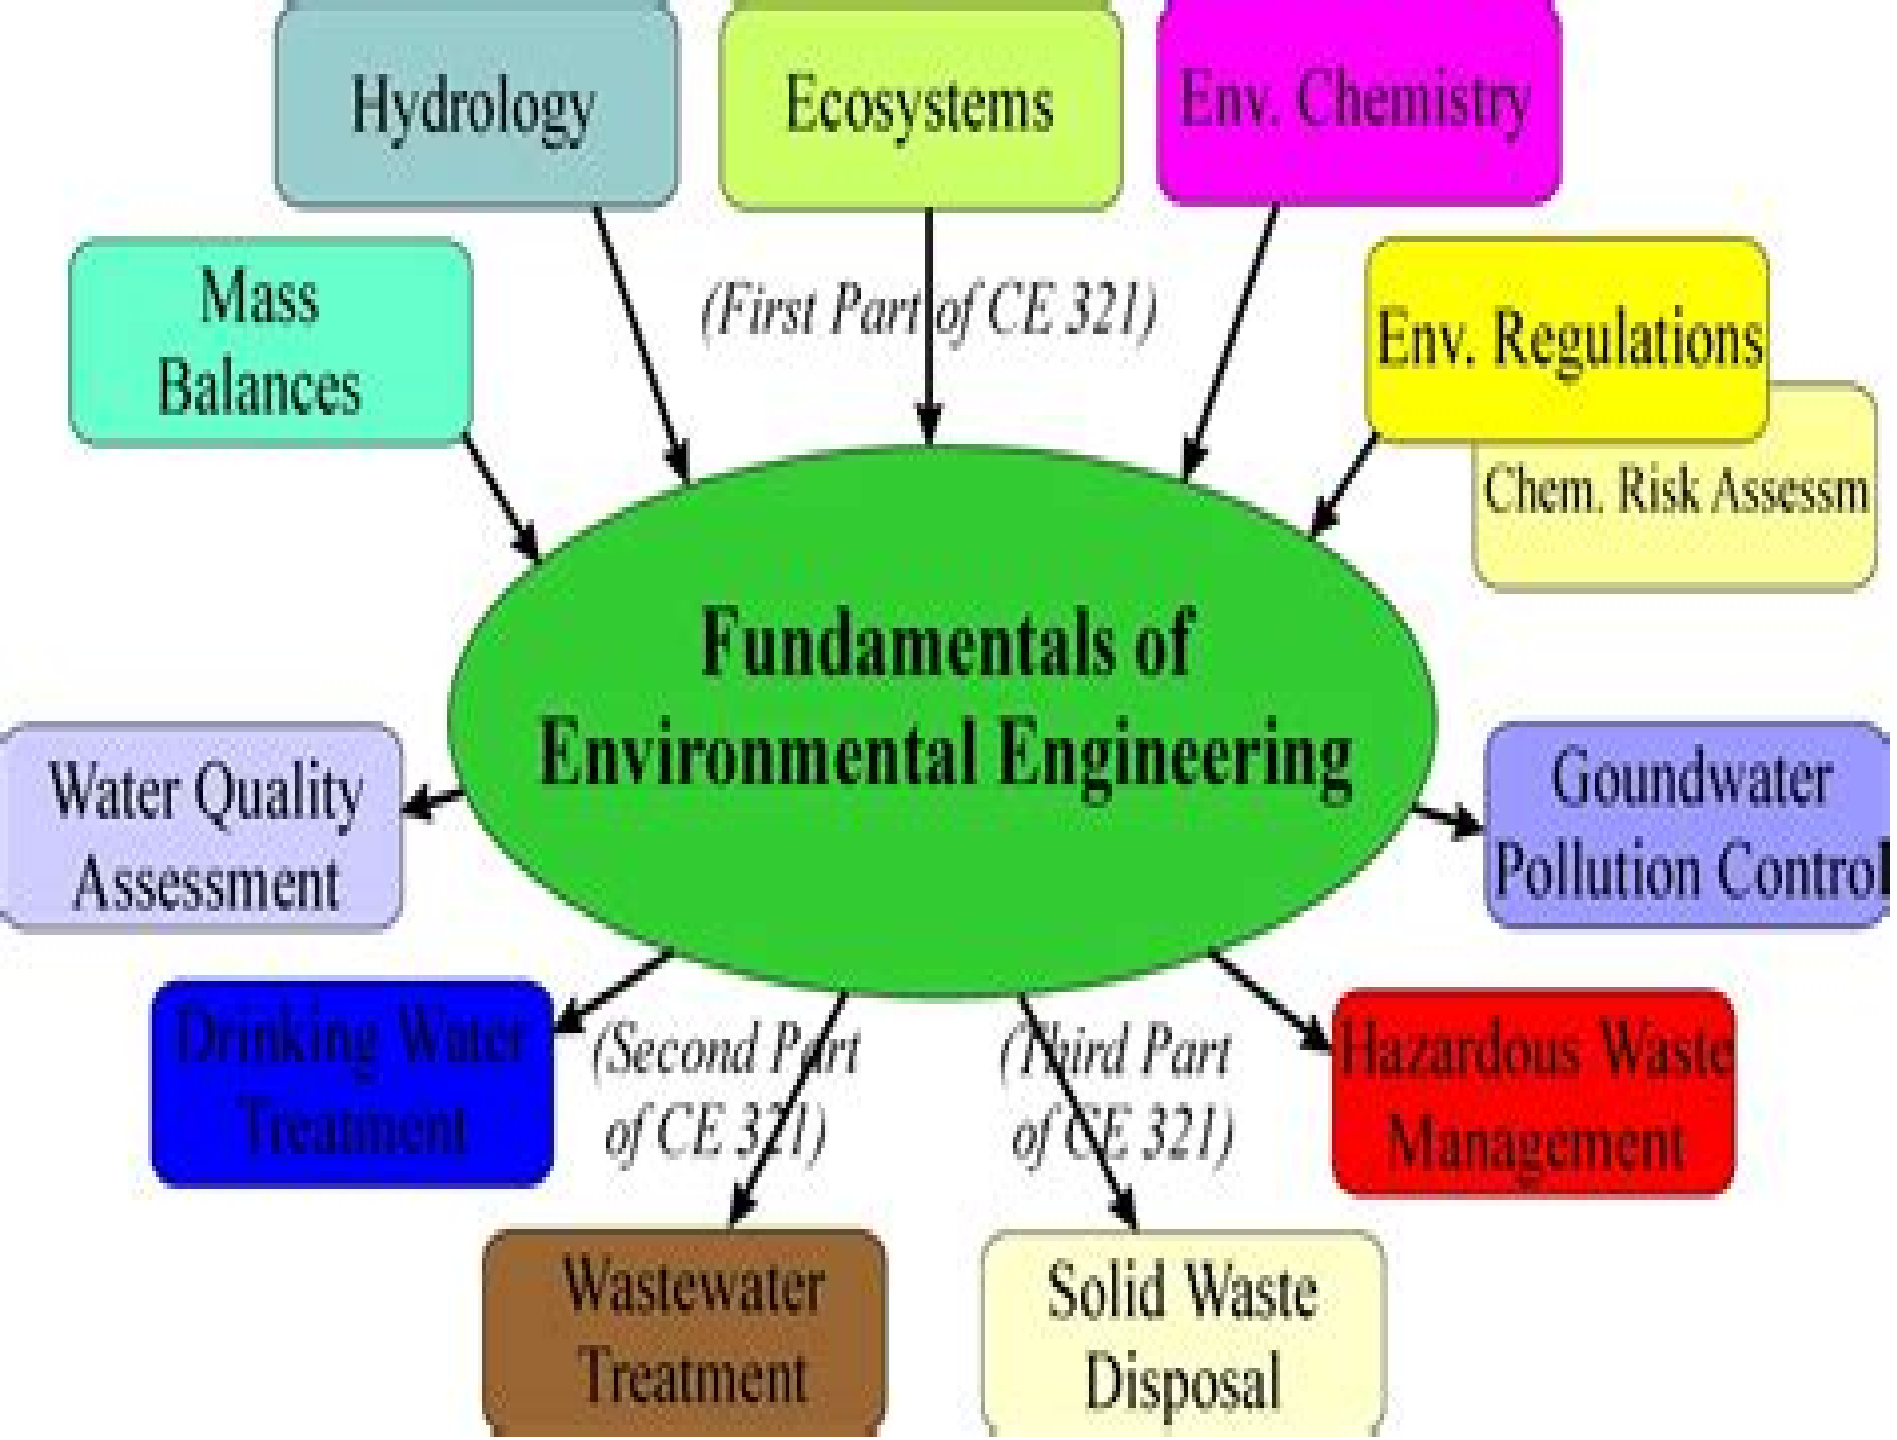 Hydrology
Ecosystems
Env. Chemistry
Mass
Balances
(First Part of CE 321)
Env. Regulations
Chem. Risk Assessm
Fundamentals of
Environmental Engineering
Water Quality
Assessment
Goundwater
Pollution Control
Drinking Water
Treatment
(Second Part
of CE 321)
(Third Part
of CE 321)
Hazardous Waste
Management
Wastewater
Treatment
Solid Waste
Disposal